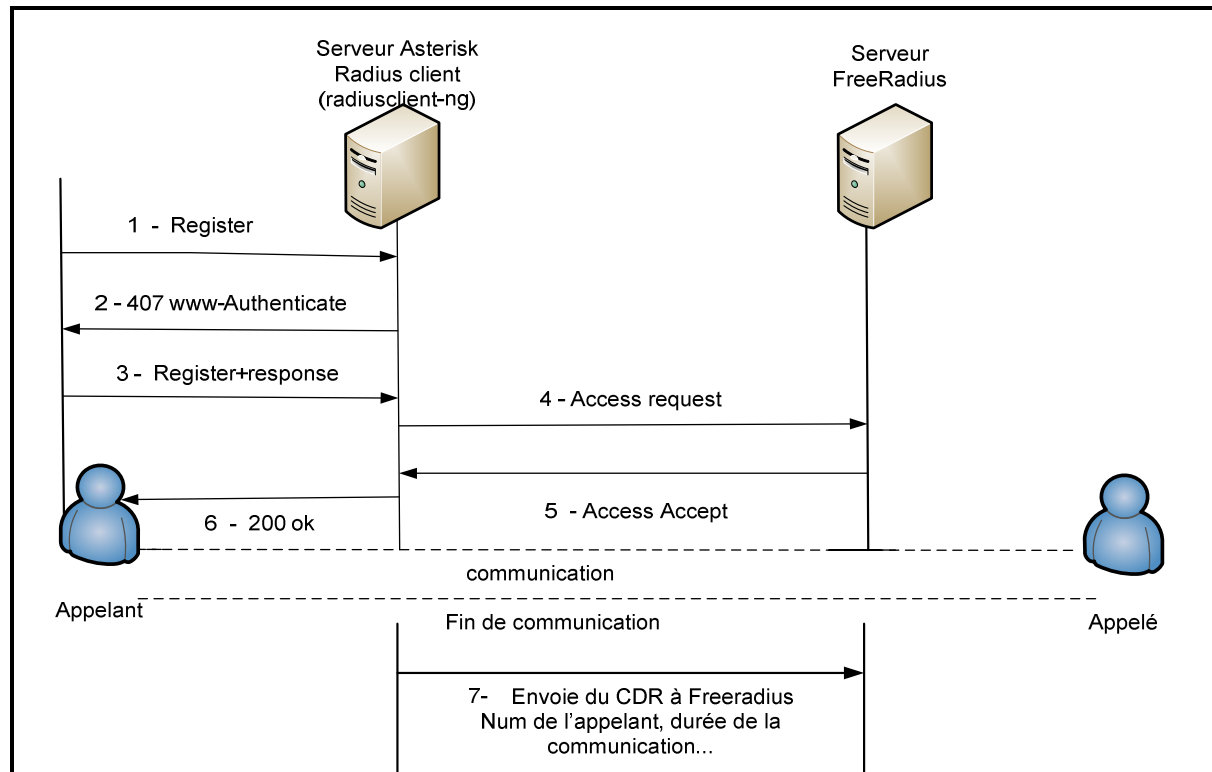 Serveur Asterisk
Radius client
(radiusclient-ng)
Serveur
FreeRadius
1 - Register
2 - 407 www-Authenticate
3 - Register+response
4 - Access request
5 - Access Accept
6 - 200 ok
communication
Appelant
Fin de communication
Appelé
7- Envoie du CDR à Freeradius
Num de l'appelant, durée de la
communication...